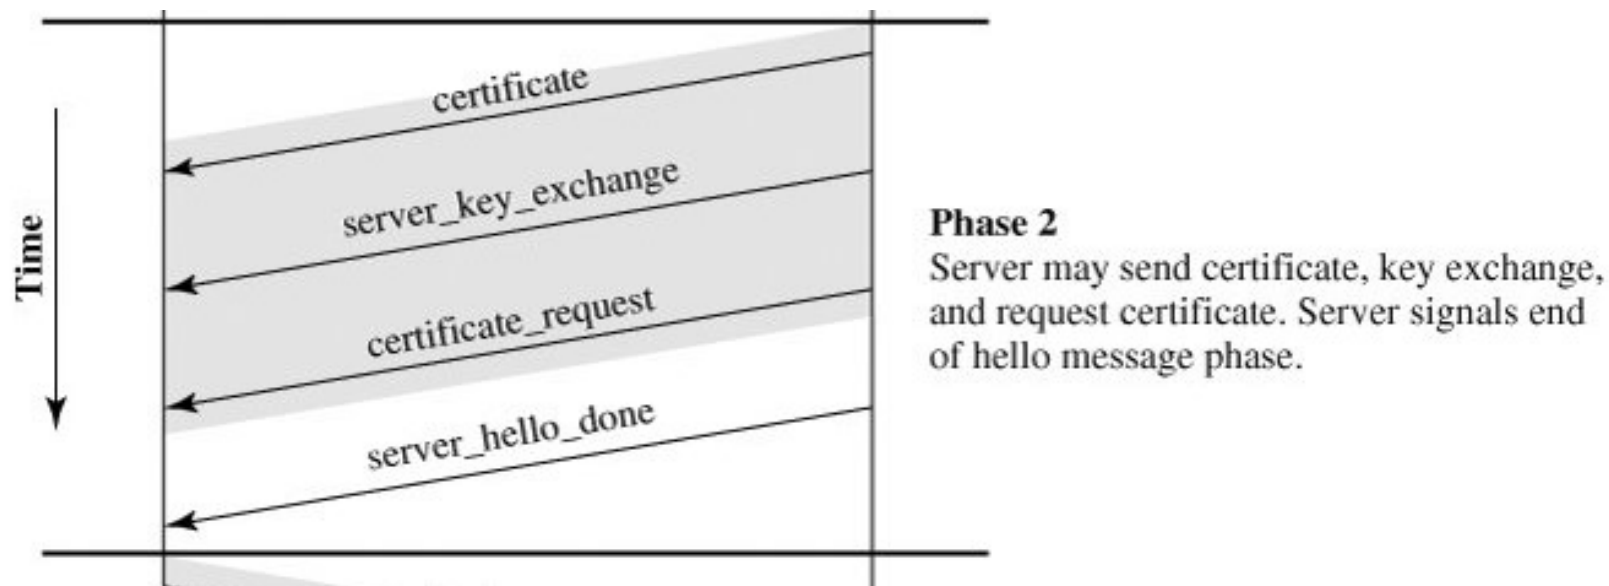 certificate
server_key_exchange
certificate_request
server_hello_done
Time
Phase 2
Server may send certificate, key exchange,
and request certificate. Server signals end
of hello message phase.